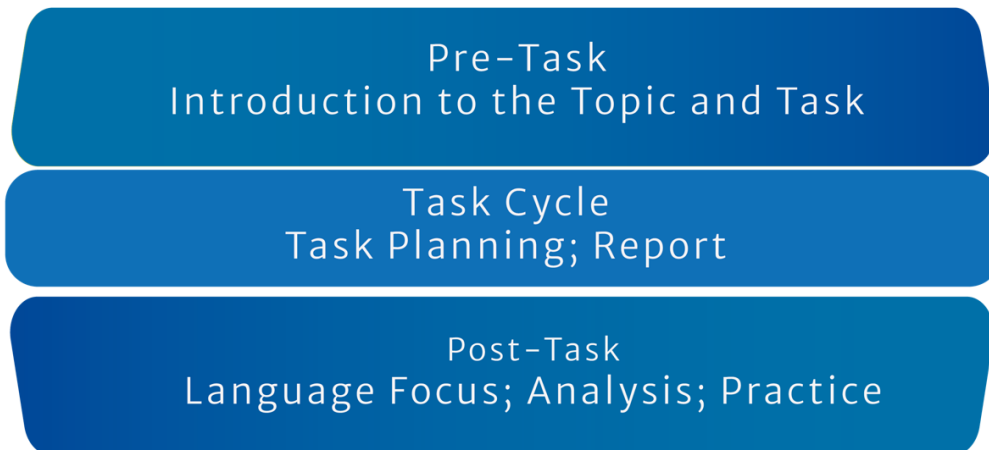 Pre-Task
Introduction to the Topic and Task
Task Cycle
Task Planning; Report
Post-Task
Language Focus; Analysis; Practice